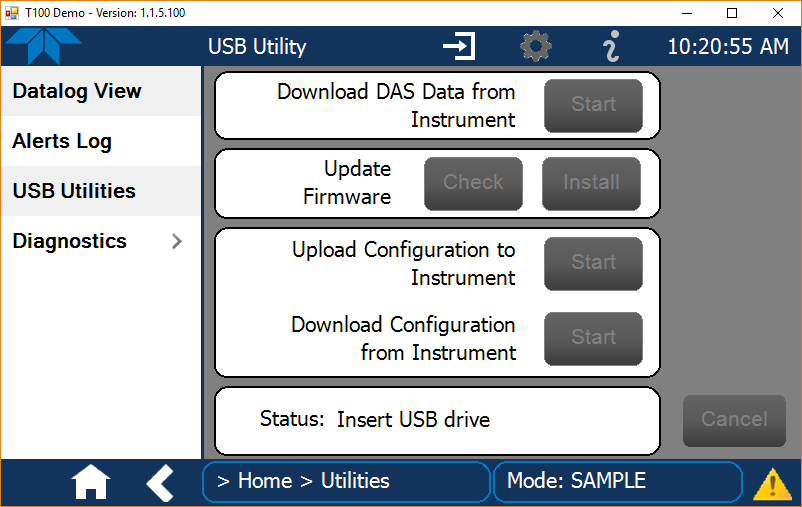 T100 Demo - Version: 1.1.5.100
USB Utility
10:20:55 AM
Datalog View
Alerts Log
USB Utilities
Diagnostics
Download DAS Data from
Instrument
Start
Update
Firmware
Check
Install
Upload Configuration to
Instrument
Start
Download Configuration
from Instrument
Start
Status: Insert USB drive
Cancel
> Home > Utilities
Mode: SAMPLE